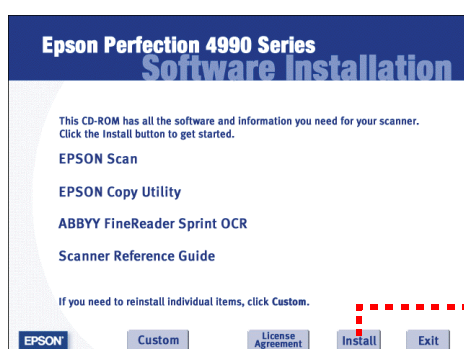 Epson Perfection 4990 Series
Software Installation
This CD-ROM has all the software and information you need for your scanner.
Click the Install button to get started.
EPSON Scan
EPSON Copy Utility
ABBYY FineReader Sprint OCR
Scanner Reference Guide
If you need to reinstall individual items, click Custom.
EPSON
Custom
License
Agreement
Install
Exit